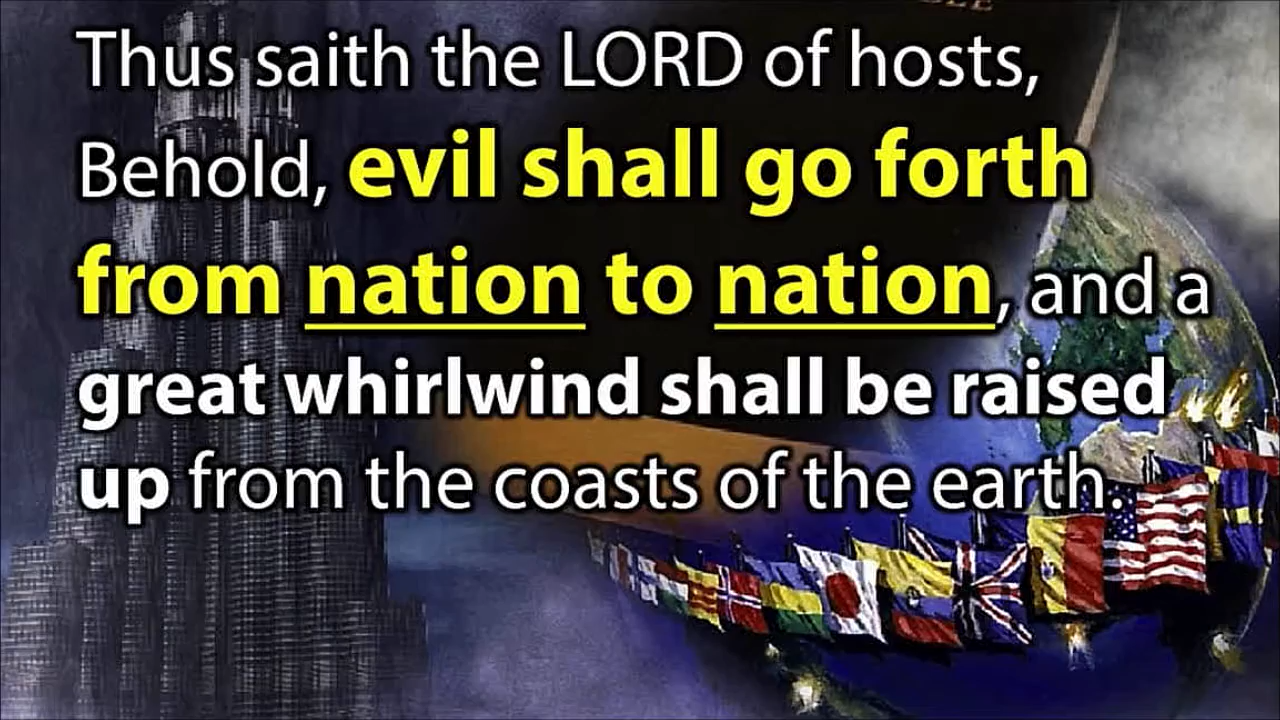 Thus saith the LORD of hosts,
Behold, evil shall go forth
from nation to nation, and a
great whirlwind shall be raised
up from the coasts of the earth.